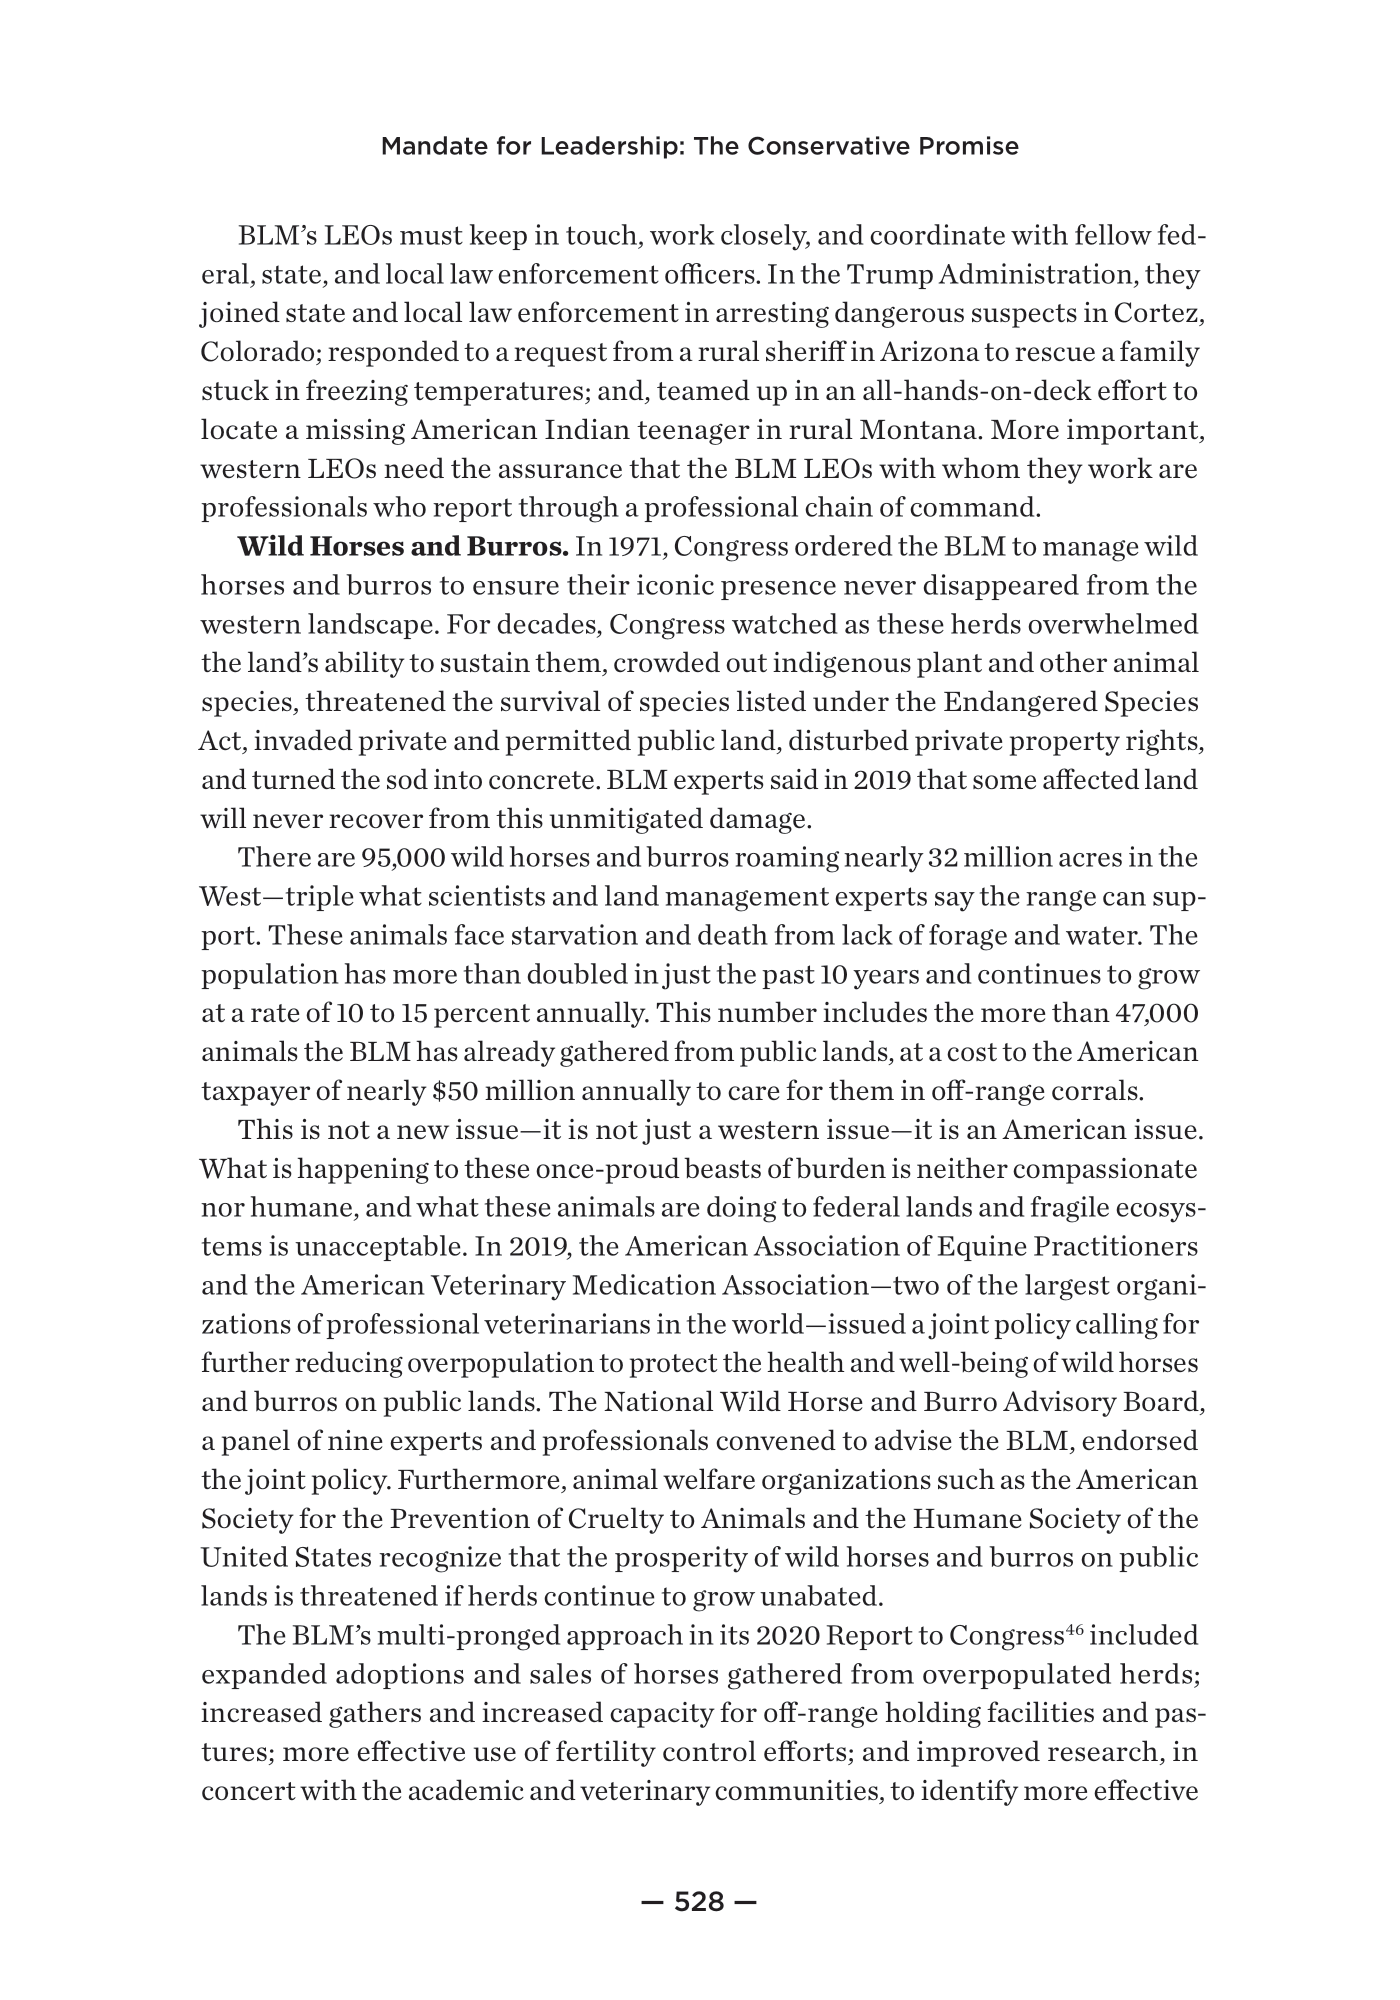 Mandate for Leadership: The Conservative Promise
BLM’s LEOs must keep in touch, work closely, and coordinate with fellow fed-
eral, state, and local law enforcement officers. In the Trump Administration, they
joined state and local law enforcement in arresting dangerous suspects in Cortez,
Colorado; responded to a request from a rural sheriff in Arizona to rescue a family
stuck in freezing temperatures; and, teamed up in an all-hands-on-deck effort to
locate a missing American Indian teenager in rural Montana. More important,
western LEOs need the assurance that the BLM LEOs with whom they work are
professionals who report through a professional chain of command.
Wild Horses and Burros. In 1971, Congress ordered the BLM to manage wild
horses and burros to ensure their iconic presence never disappeared from the
western landscape. For decades, Congress watched as these herds overwhelmed
the land’s ability to sustain them, crowded out indigenous plant and other animal
species, threatened the survival of species listed under the Endangered Species
Act, invaded private and permitted public land, disturbed private property rights,
and turned the sod into concrete. BLM experts said in 2019 that some affected land
will never recover from this unmitigated damage.
There are 95,000 wild horses and burros roaming nearly 32 million acres in the
West—triple what scientists and land management experts say the range can sup-
port. These animals face starvation and death from lack of forage and water. The
population has more than doubled in just the past 10 years and continues to grow
at a rate of 10 to 15 percent annually. This number includes the more than 47,000
animals the BLM has already gathered from public lands, at a cost to the American
taxpayer of nearly $50 million annually to care for them in off-range corrals.
This is not a new issue—it is not just a western issue—it is an American issue.
What is happening to these once-proud beasts of burden is neither compassionate
nor humane, and what these animals are doing to federal lands and fragile ecosys-
tems is unacceptable. In 2019, the American Association of Equine Practitioners
and the American Veterinary Medication Association—two of the largest organi-
zations of professional veterinarians in the world—issued a joint policy calling for
further reducing overpopulation to protect the health and well-being of wild horses
and burros on public lands. The National Wild Horse and Burro Advisory Board,
a panel of nine experts and professionals convened to advise the BLM, endorsed
the joint policy. Furthermore, animal welfare organizations such as the American
Society for the Prevention of Cruelty to Animals and the Humane Society of the
United States recognize that the prosperity of wild horses and burros on public
lands is threatened if herds continue to grow unabated.
The BLM’s multi-pronged approach in its 2020 Report to Congress⁴⁶ included
expanded adoptions and sales of horses gathered from overpopulated herds;
increased gathers and increased capacity for off-range holding facilities and pas-
tures; more effective use of fertility control efforts; and improved research, in
concert with the academic and veterinary communities, to identify more effective
— 528 —